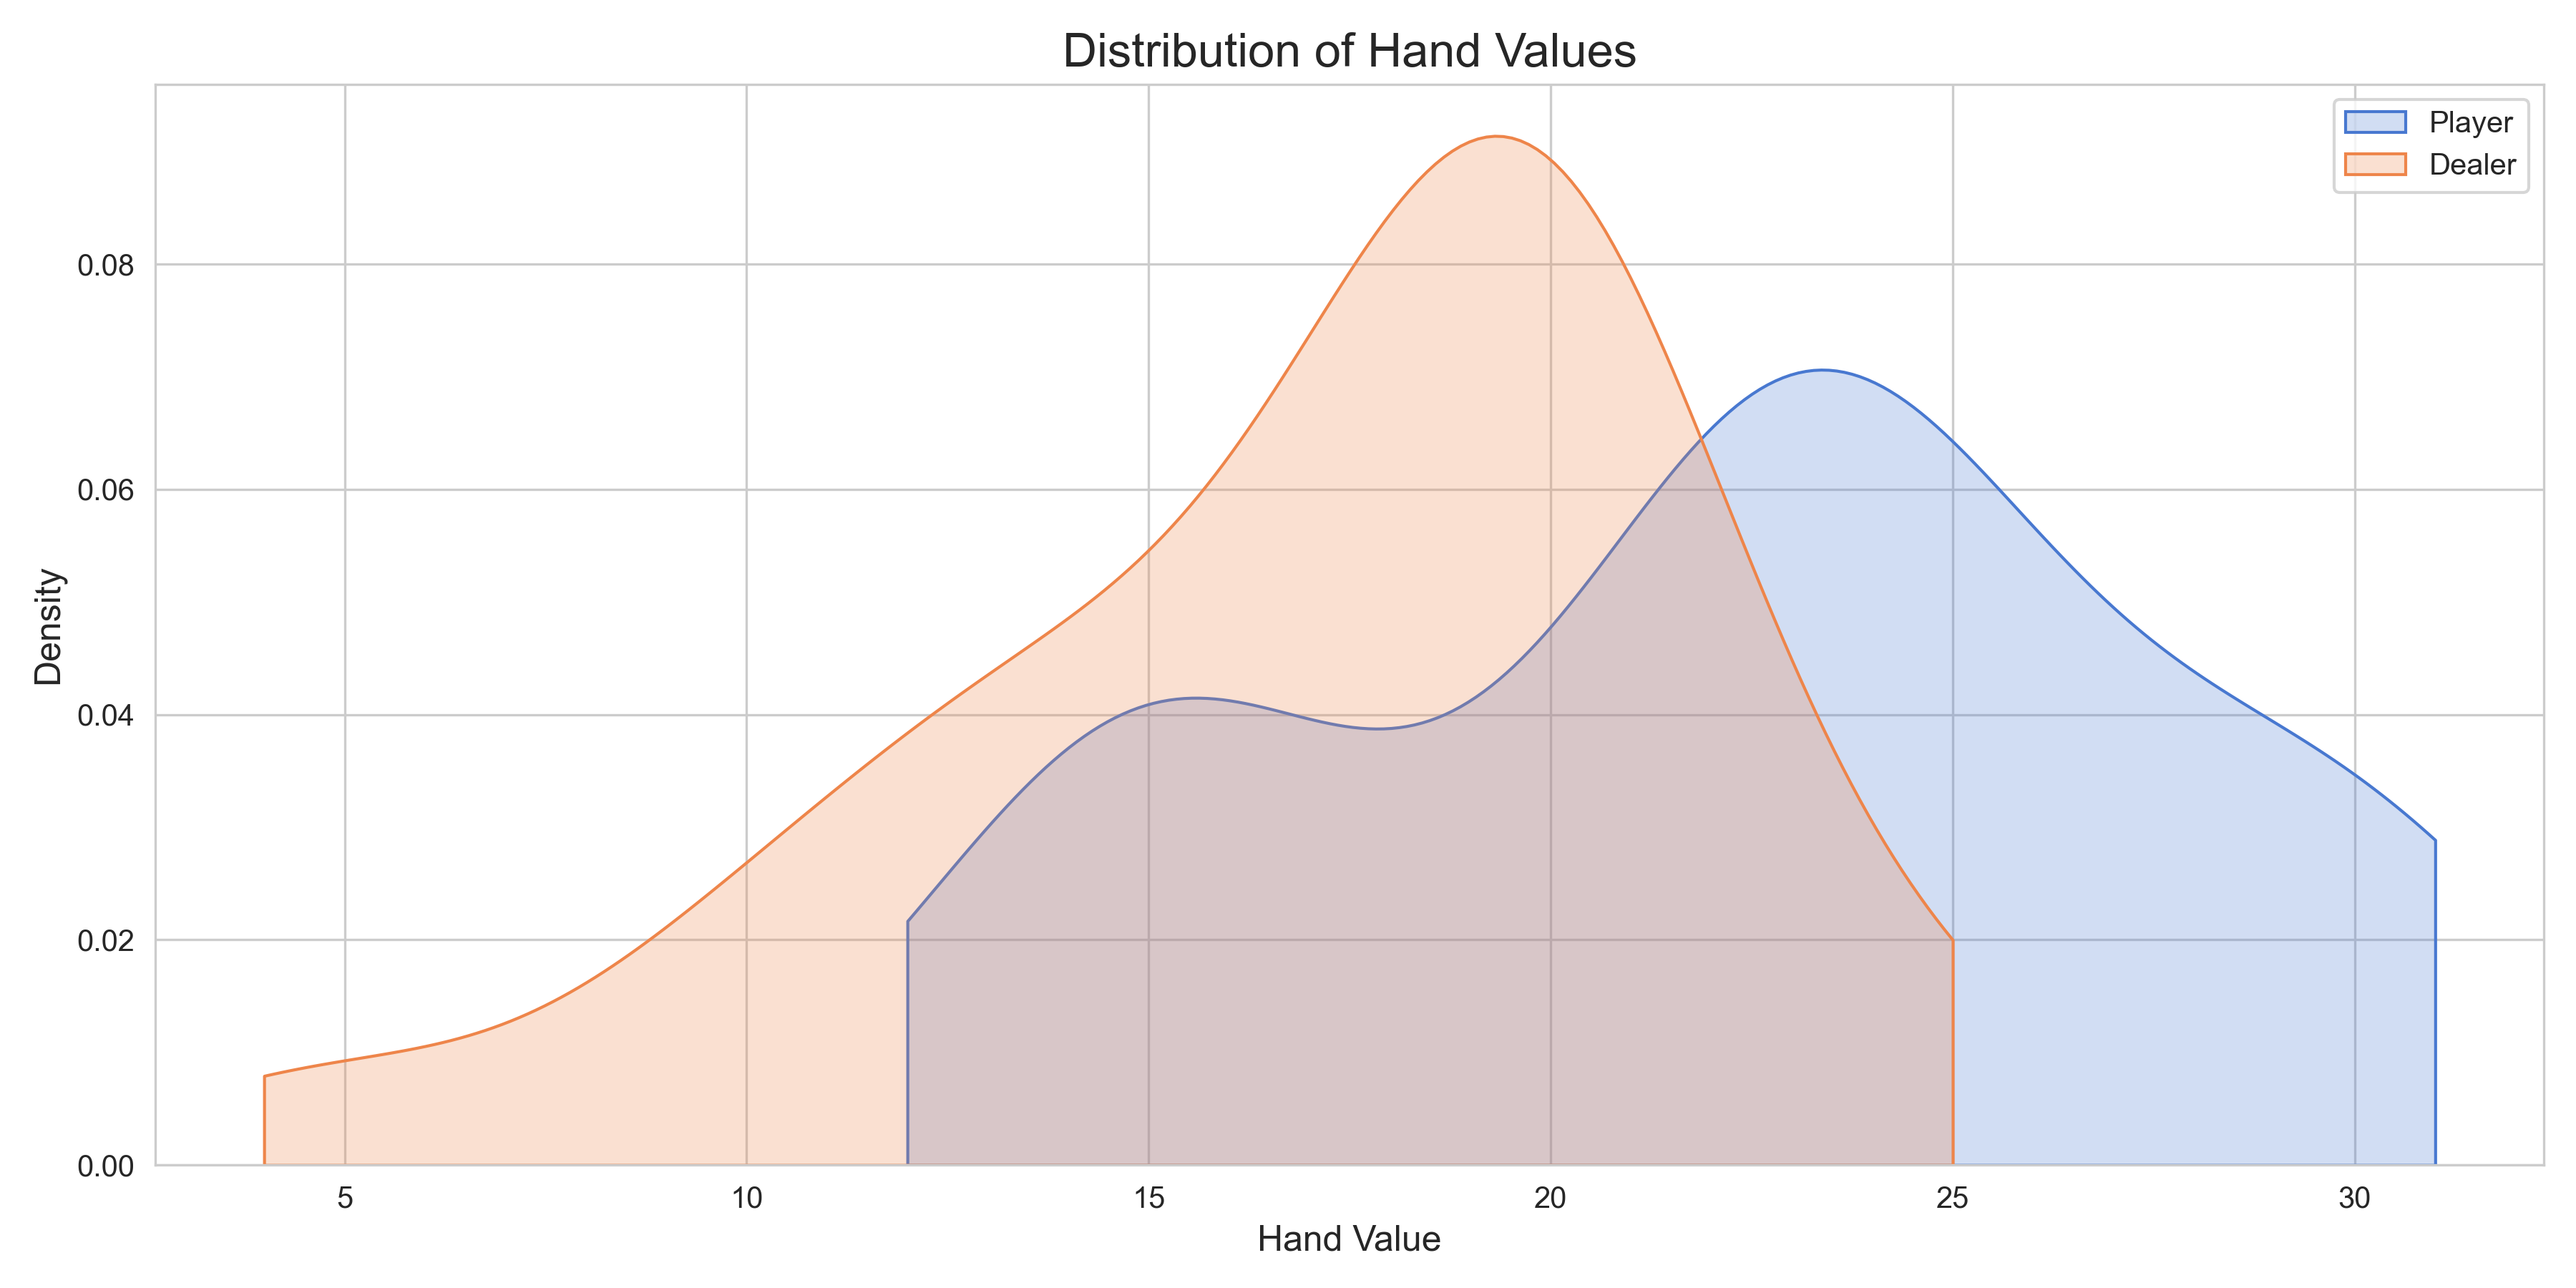 Distribution of Hand Values
Player
Dealer
0.08
0.06
0.04
0.02
0.00
Density
5 10 15 20 25 30
Hand Value